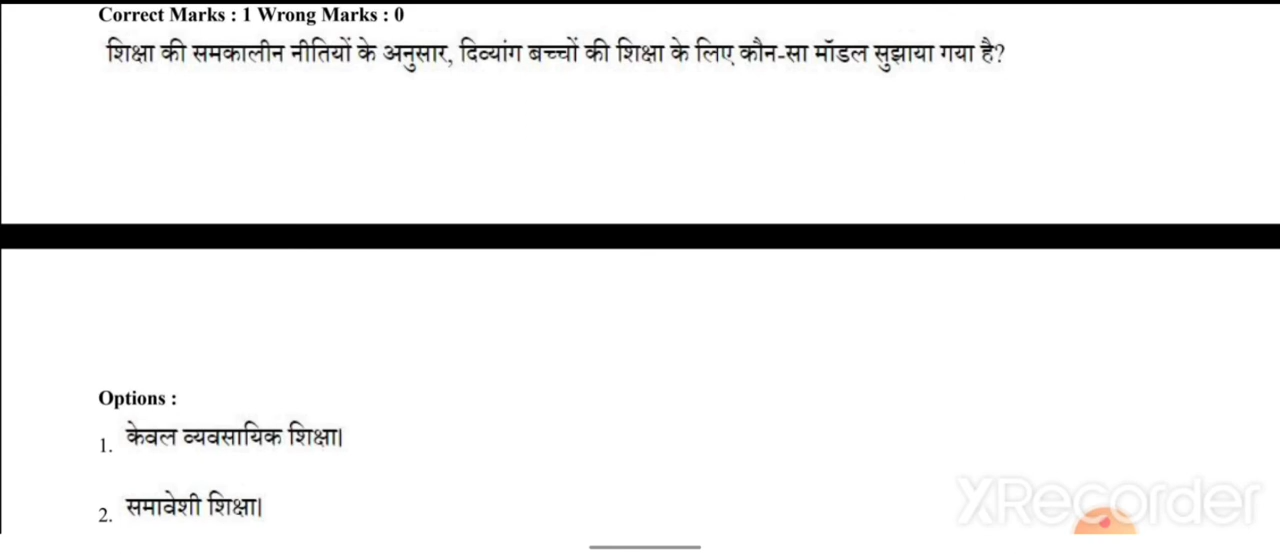 Correct Marks : 1 Wrong Marks : 0
शिक्षा की समकालीन नीतियों के अनुसार, दिव्यांग बच्चों की शिक्षा के लिए कौन-सा मॉडल सुझाया गया है?
Options :
1. केवल व्यवसायिक शिक्षा।
2. समावेशी शिक्षा।
XRecorder